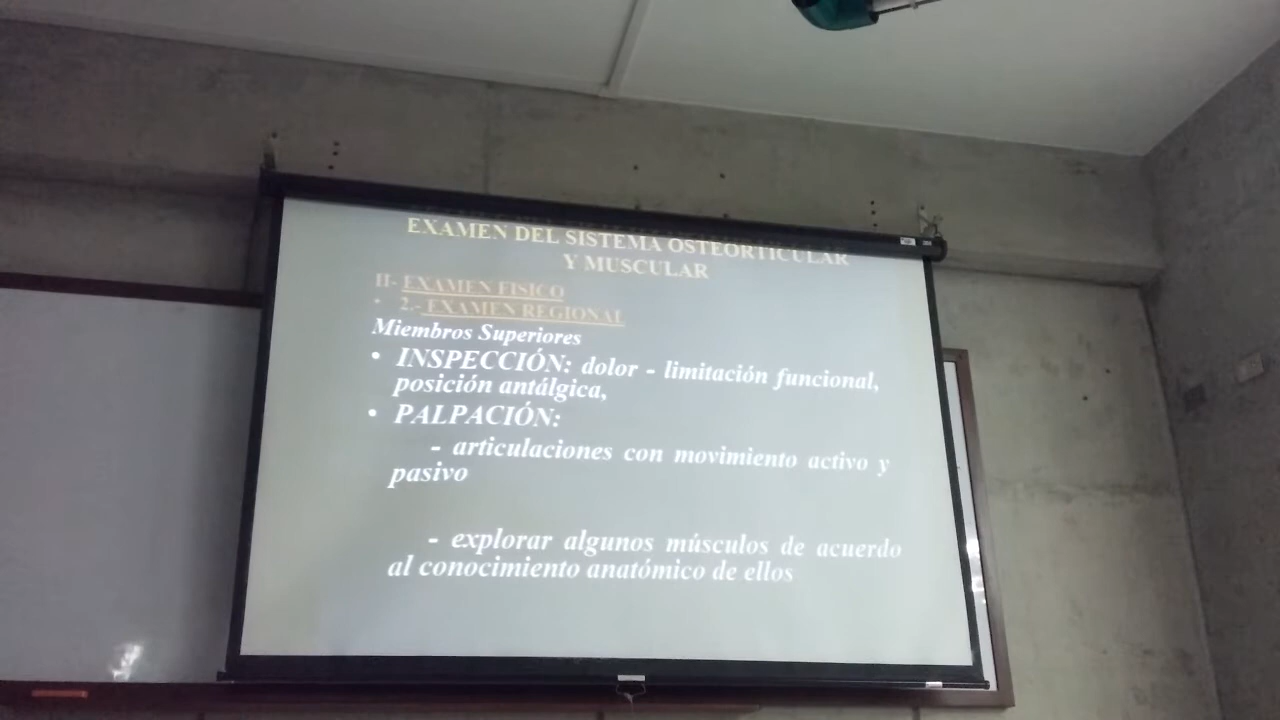 EXAMEN DEL SISTEMA OSTEORTICULAR
Y MUSCULAR
II- EXAMEN FISICO
• 2.- EXAMEN REGIONAL
Miembros Superiores
• INSPECCIÓN: dolor - limitación funcional,
posición antálgica,
• PALPACIÓN:
- articulaciones con movimiento activo y
pasivo
- explorar algunos músculos de acuerdo
al conocimiento anatómico de ellos